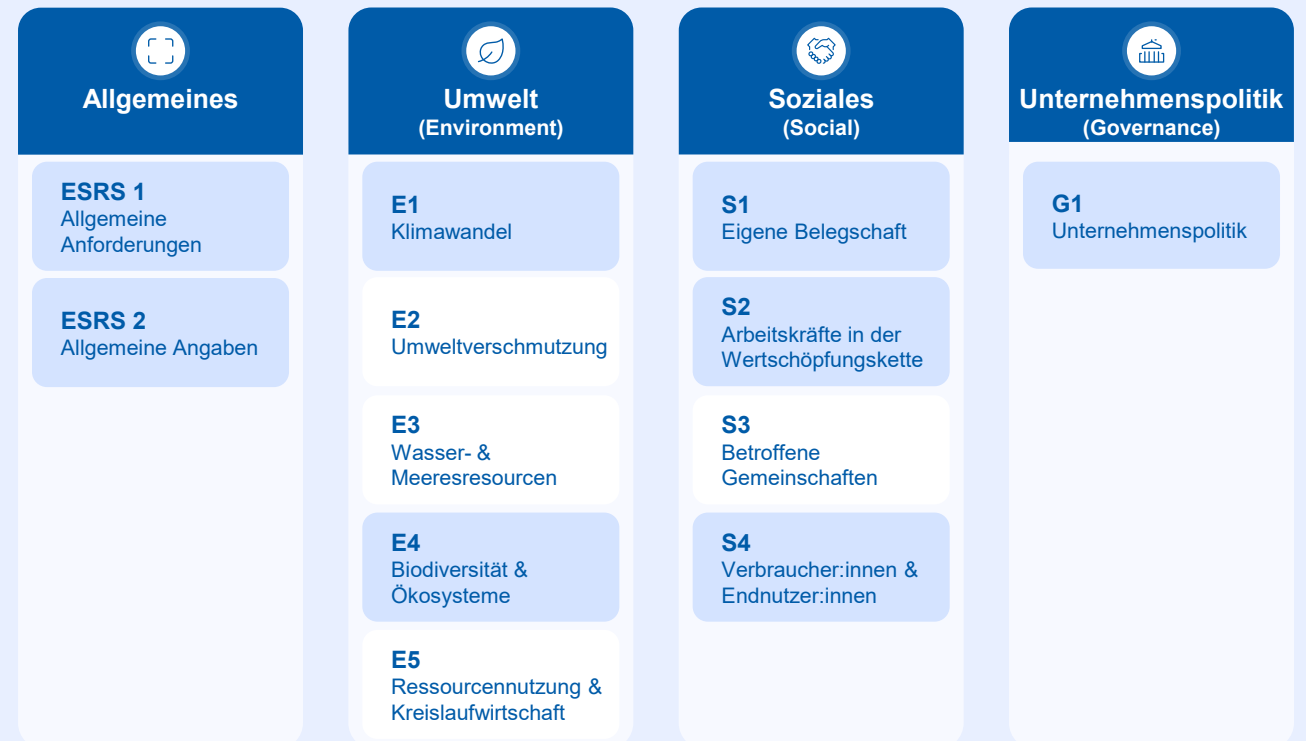 Allgemeines
ESRS 1
Allgemeine
Anforderungen
ESRS 2
Allgemeine Angaben
Umwelt
(Environment)
E1
Klimawandel
E2
Umweltverschmutzung
E3
Wasser- &
Meeresresourcen
E4
Biodiversität &
Ökosysteme
E5
Ressourcennutzung &
Kreislaufwirtschaft
Soziales
(Social)
S1
Eigene Belegschaft
S2
Arbeitskräfte in der
Wertschöpfungskette
S3
Betroffene
Gemeinschaften
S4
Verbraucher:innen &
Endnutzer:innen
Unternehmenspolitik
(Governance)
G1
Unternehmenspolitik